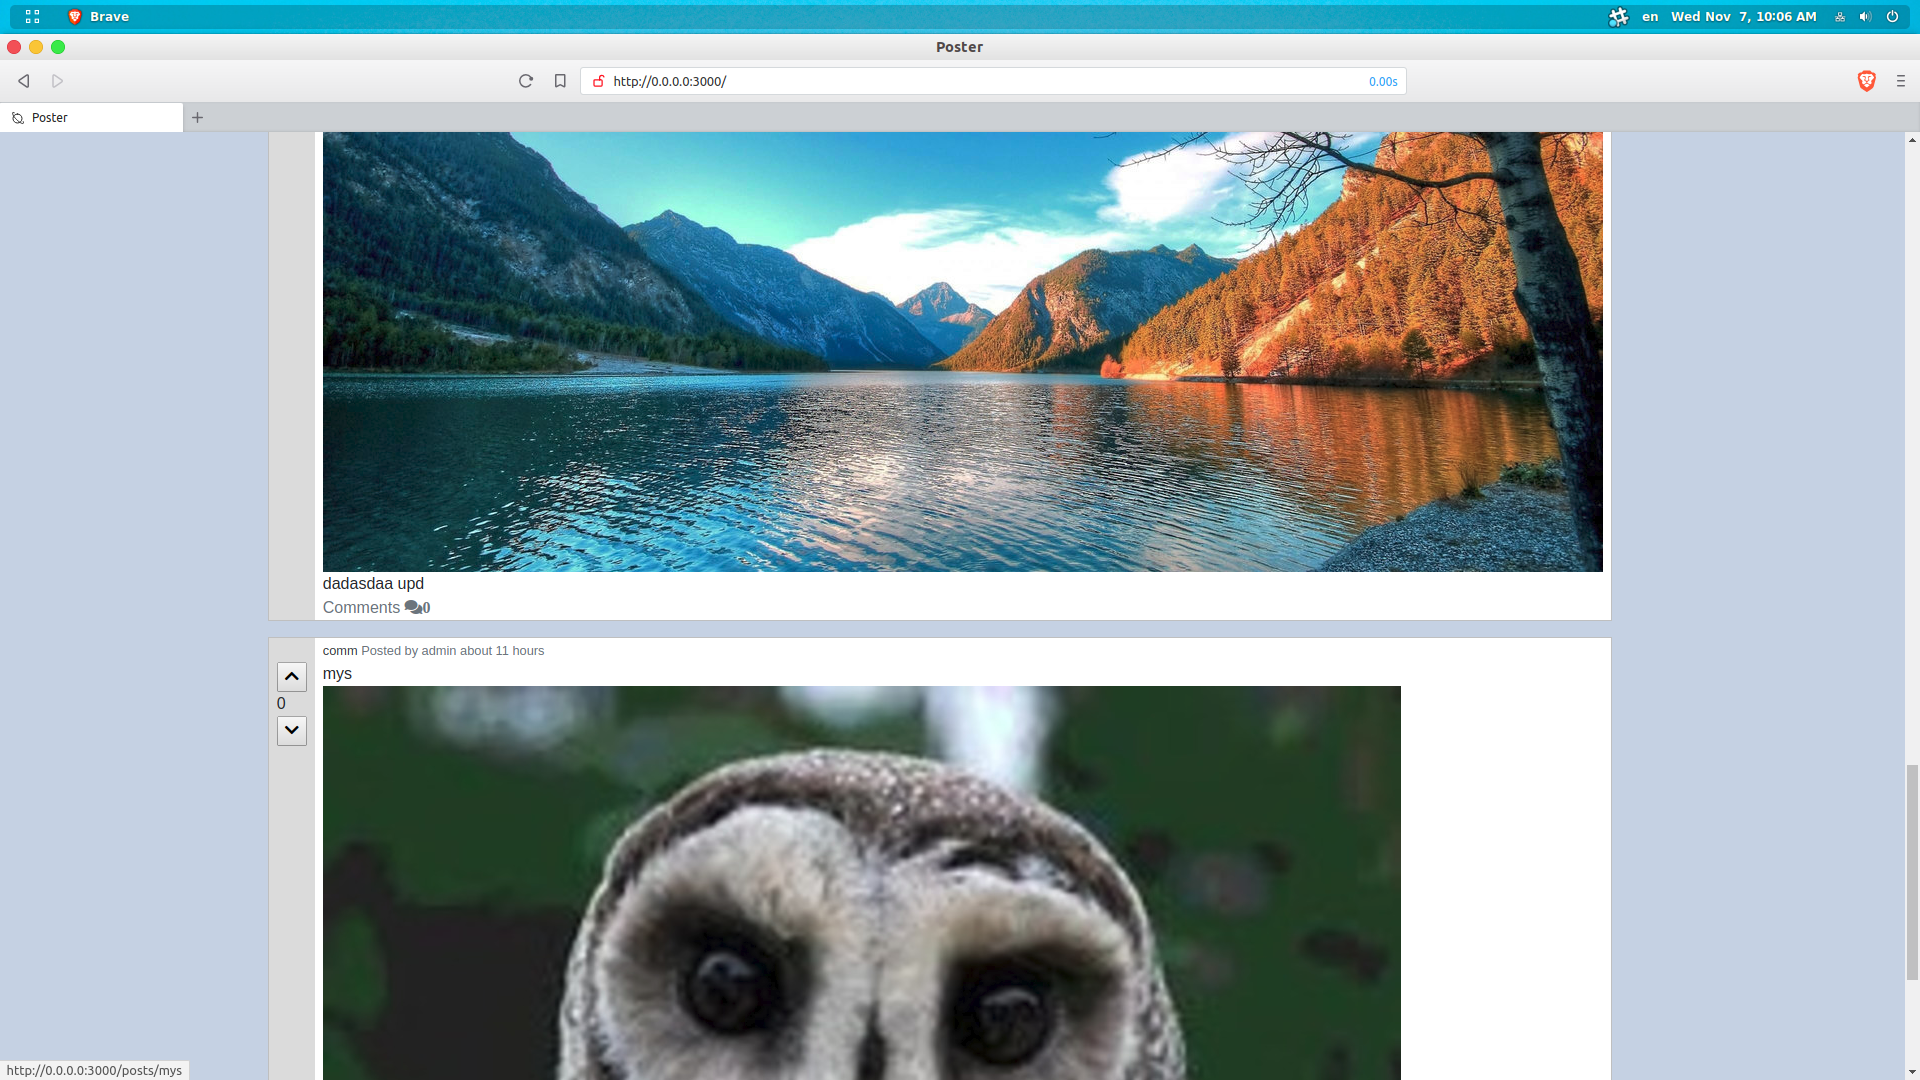 Brave
en Wed Nov 7, 10:06 AM
Poster
http://0.0.0.0:3000/ 0.00s
Poster
dadasdaa upd
Comments 0
comm Posted by admin about 11 hours
mys
0
http://0.0.0.0:3000/posts/mys